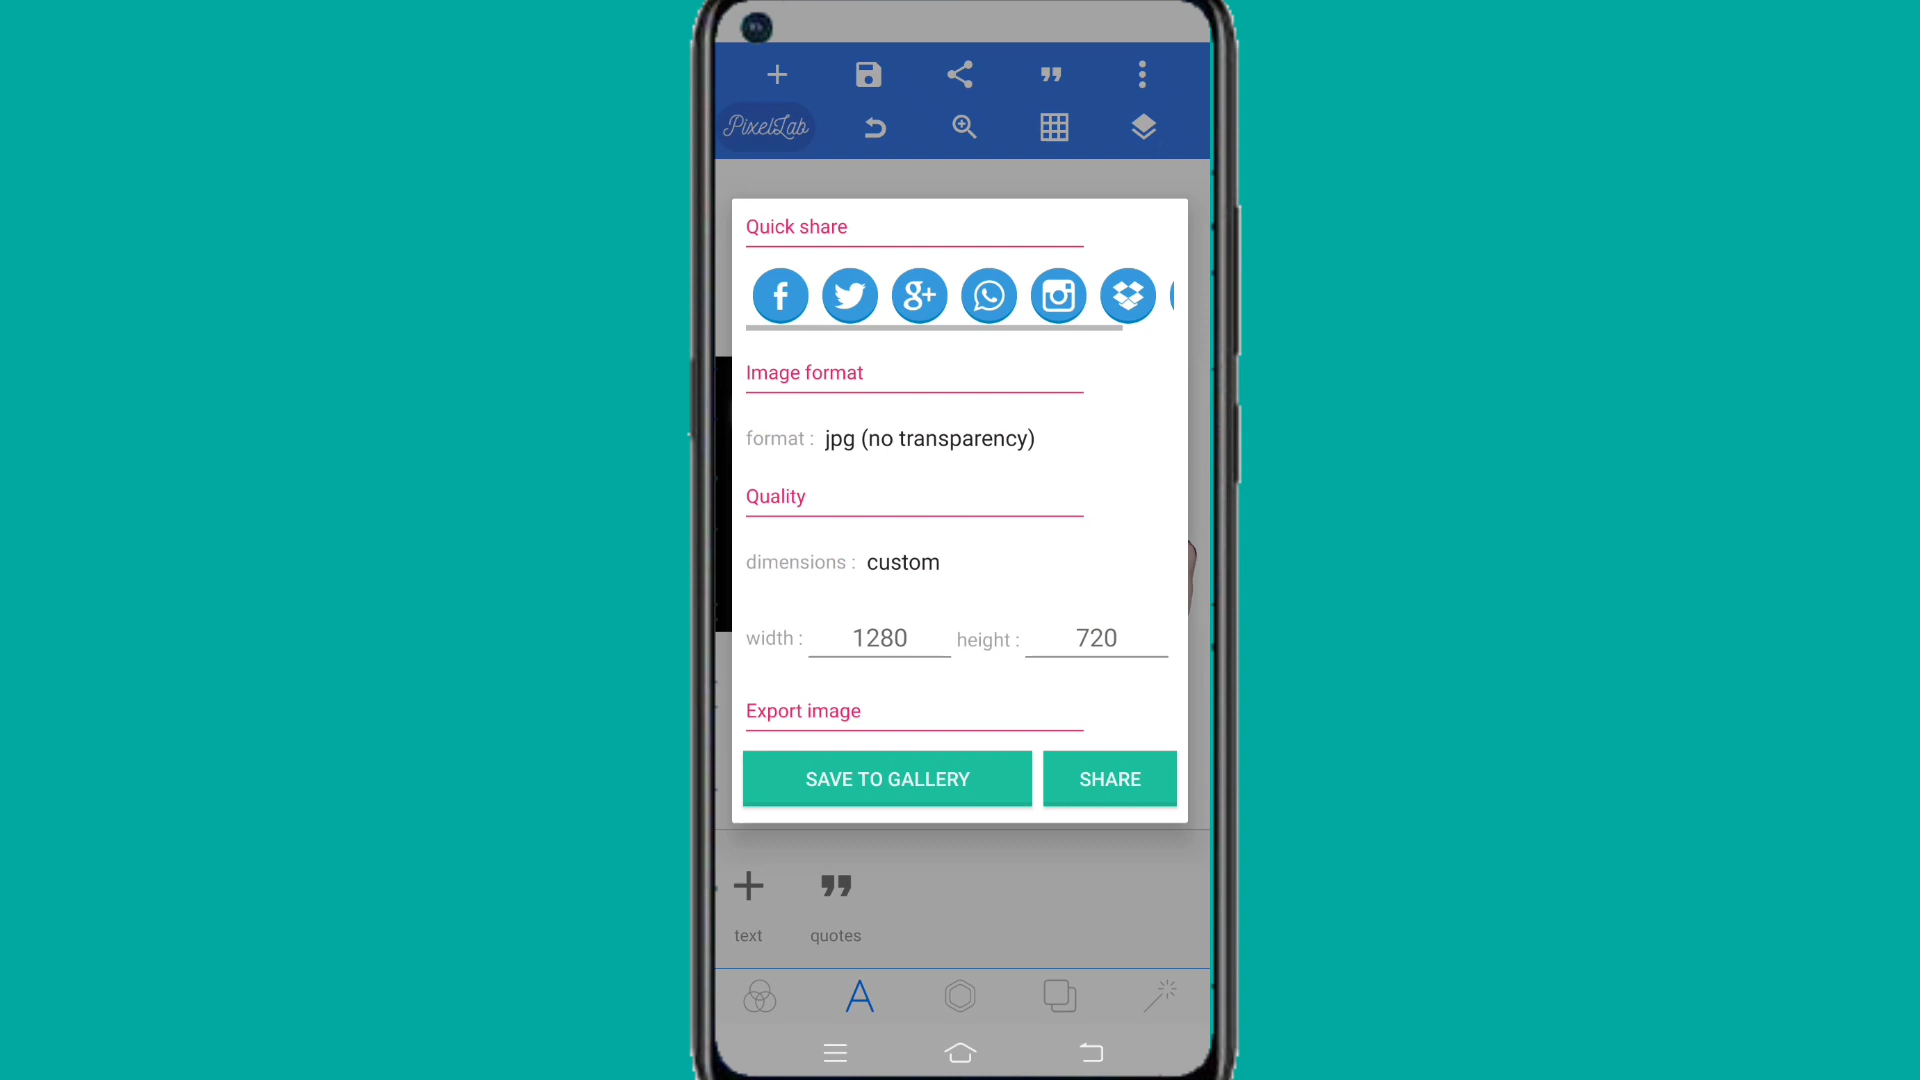 PixelLab
Quick share
Image format
format : jpg (no transparency)
Quality
dimensions : custom
width : 1280 height : 720
Export image
SAVE TO GALLERY SHARE
text quotes